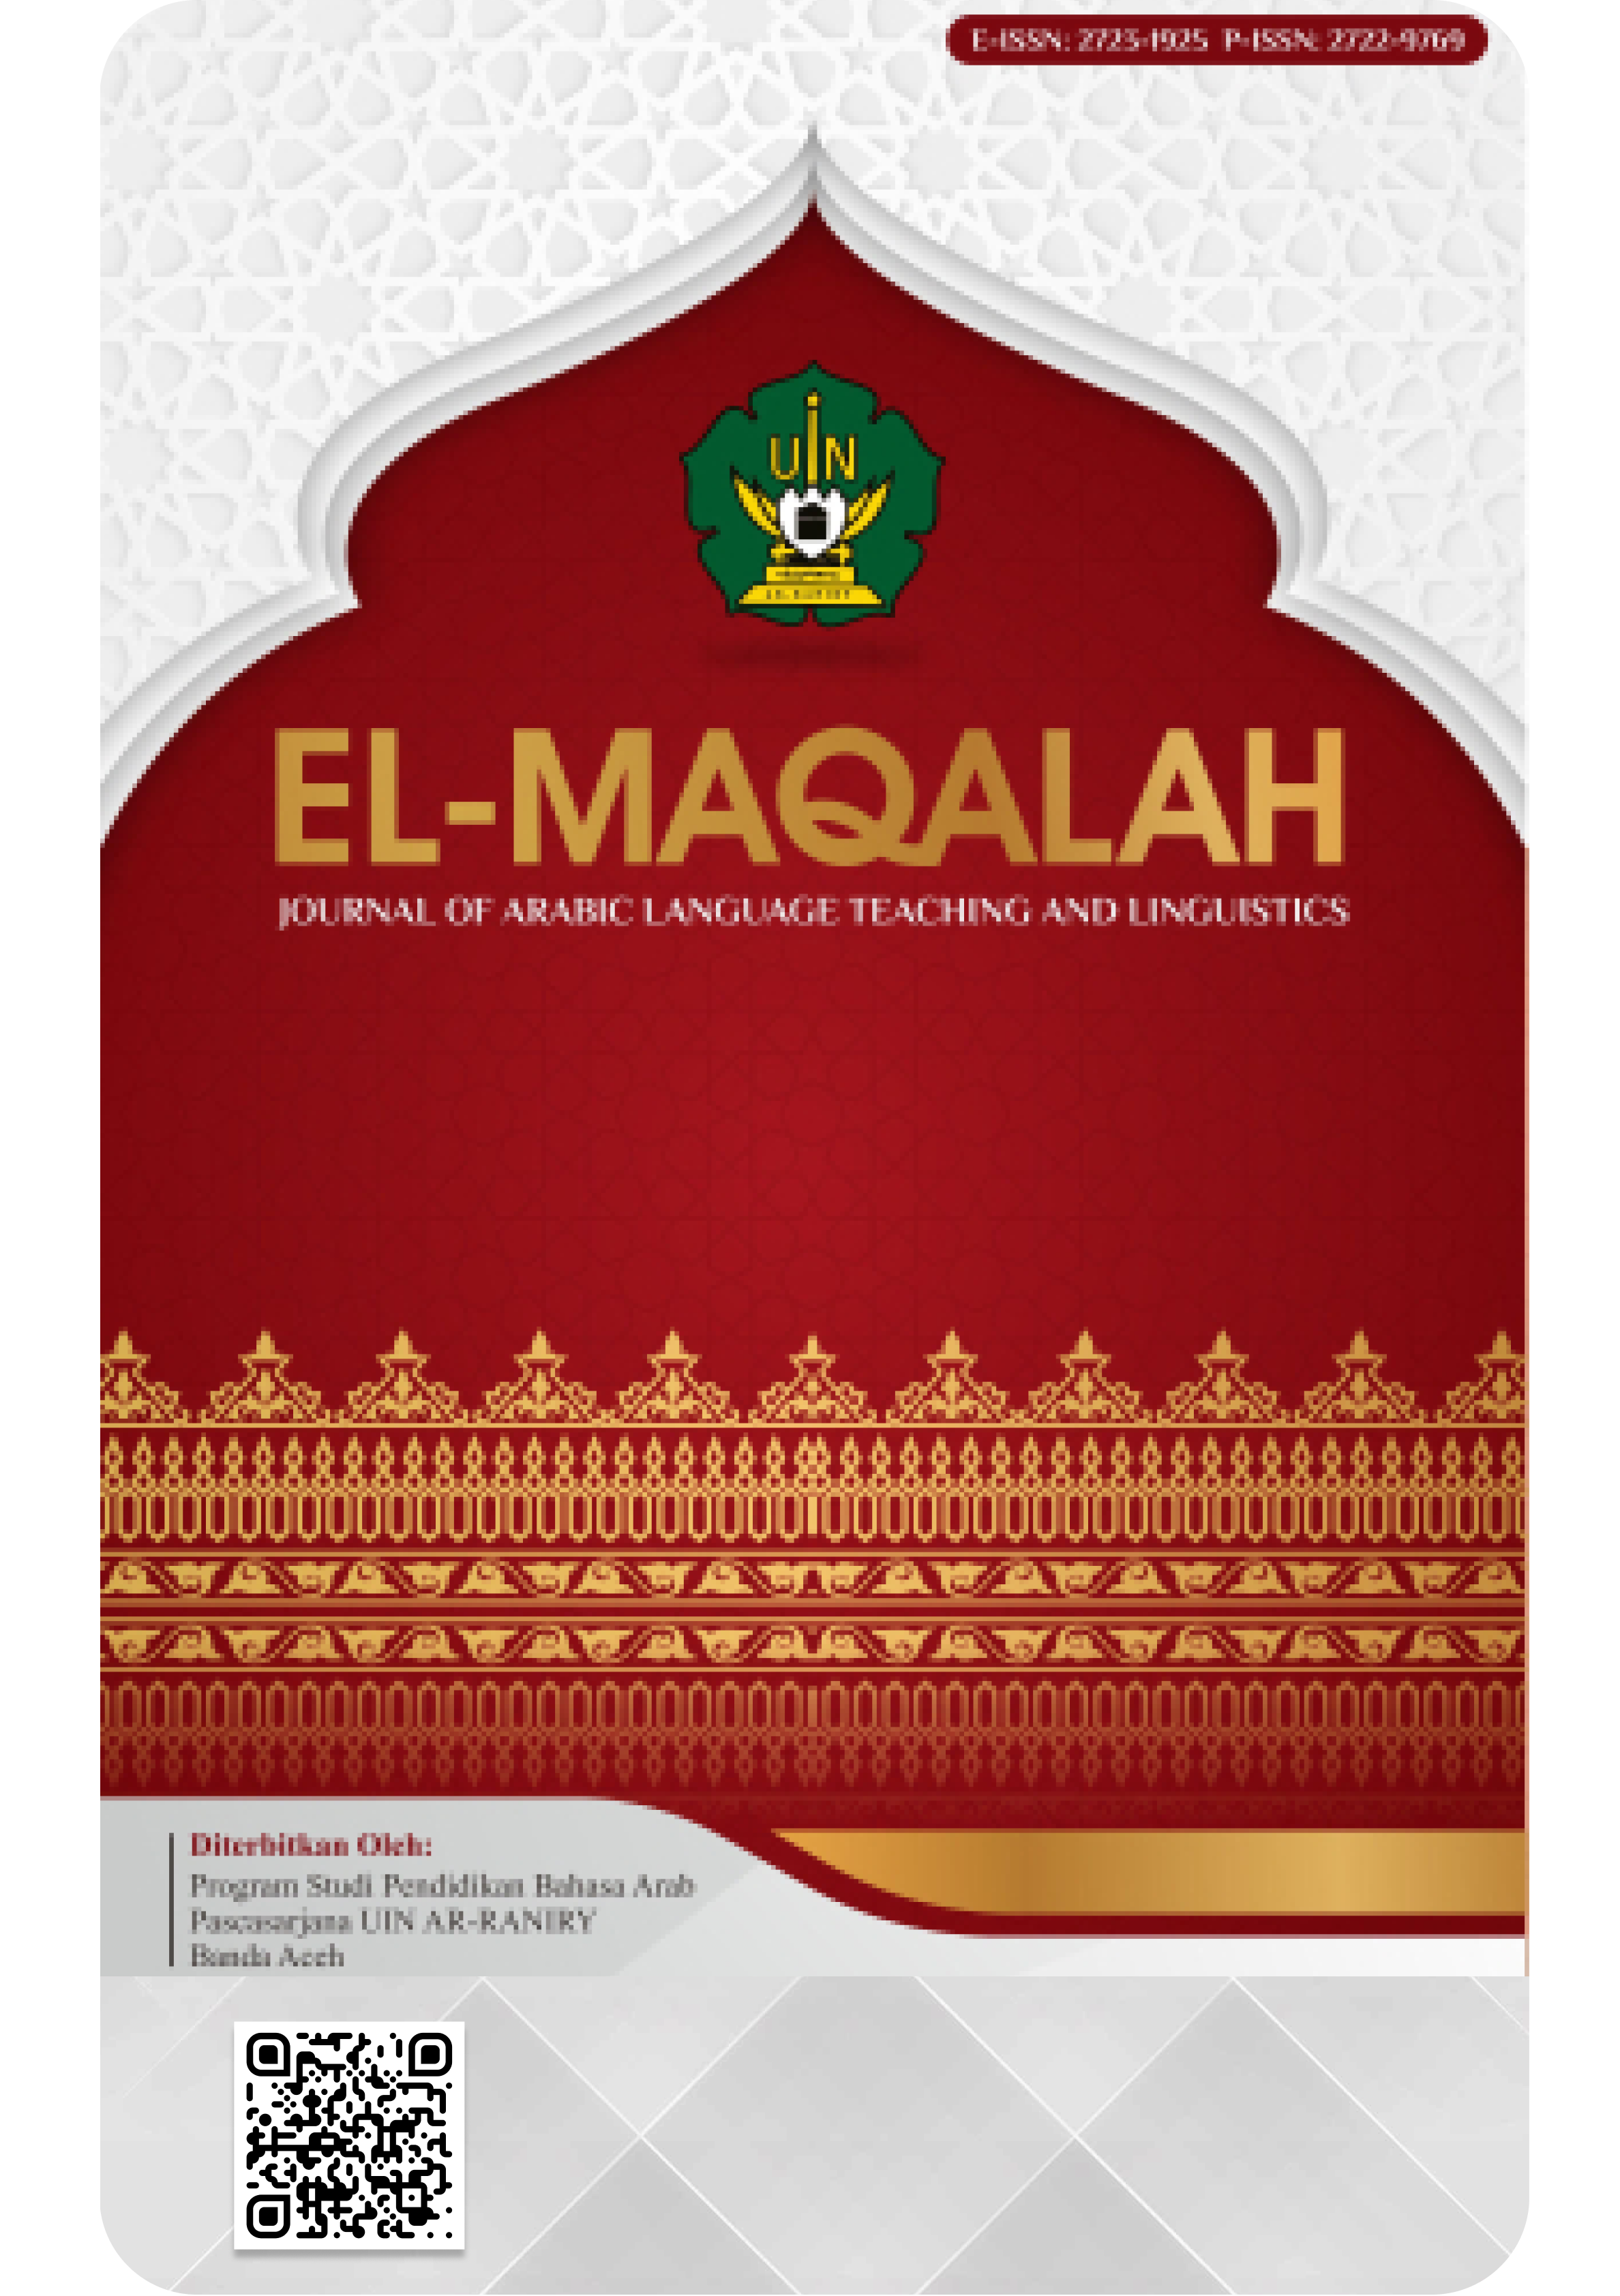 E-ISSN: 2723-1925 P-ISSN: 2722-9769
UIN
EL-MAQALAH
JOURNAL OF ARABIC LANGUAGE TEACHING AND LINGUISTICS
Diterbitkan Oleh:
Program Studi Pendidikan Bahasa Arab
Pascasarjana UIN AR-RANIRY
Banda Aceh